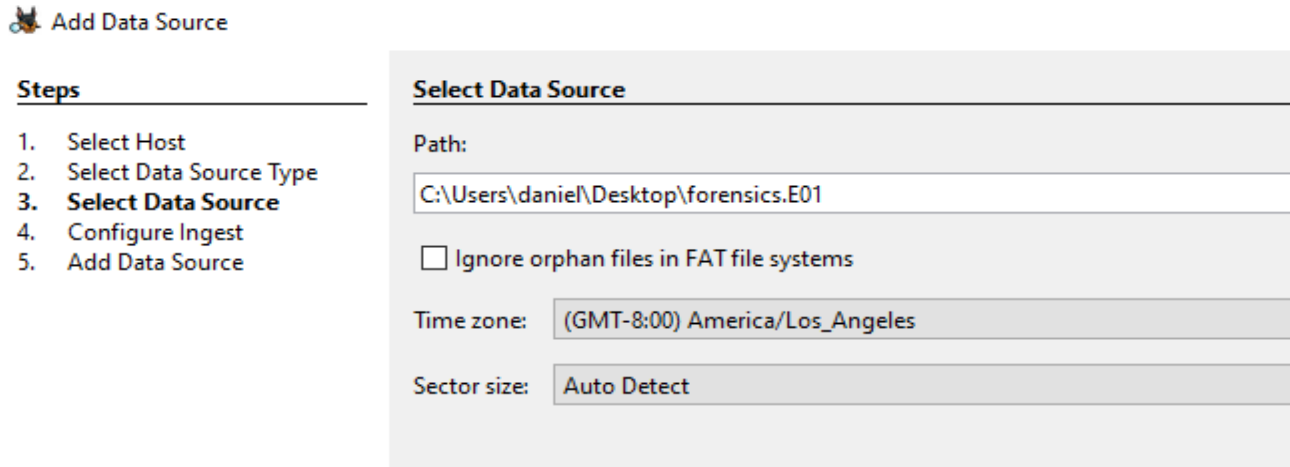 Add Data Source
Steps
1. Select Host
2. Select Data Source Type
3. Select Data Source
4. Configure Ingest
5. Add Data Source
Select Data Source
Path:
C:\Users\daniel\Desktop\forensics.E01
Ignore orphan files in FAT file systems
Time zone: (GMT-8:00) America/Los_Angeles
Sector size: Auto Detect